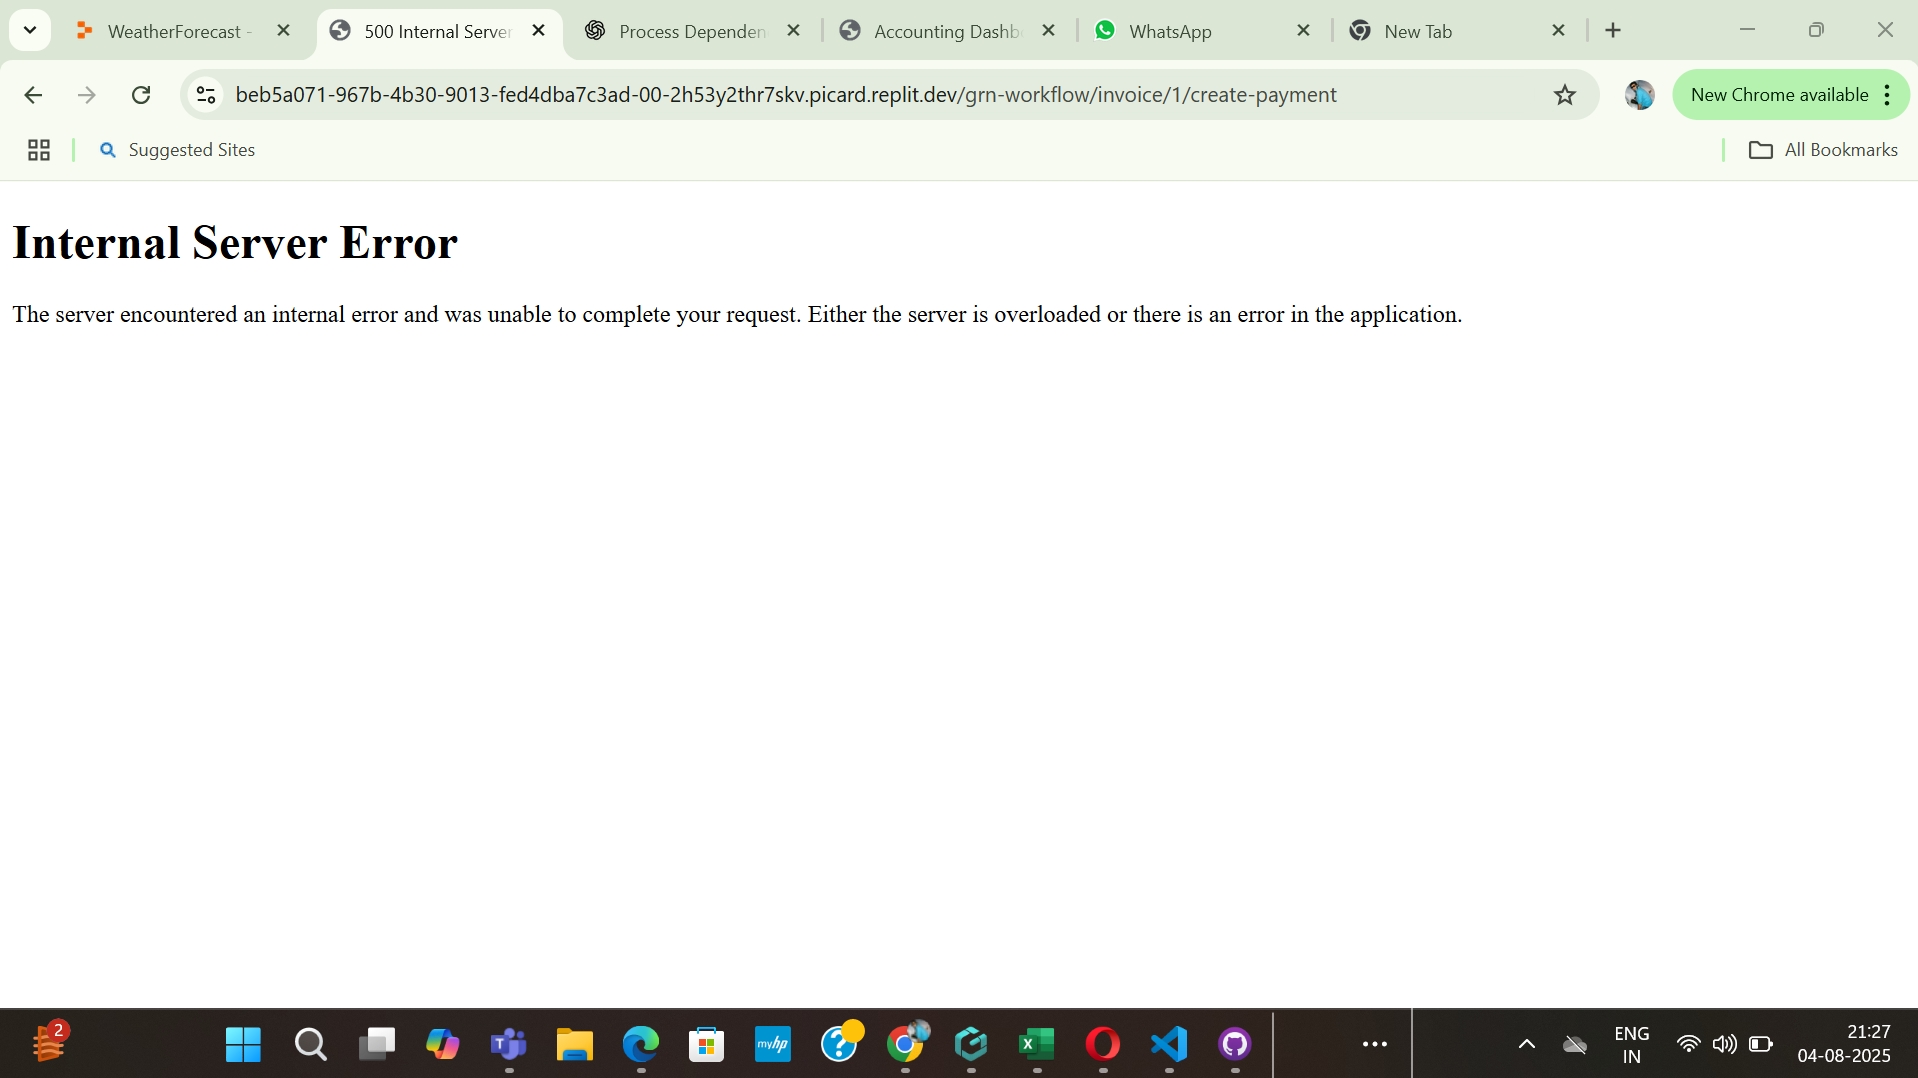 WeatherForecast -
500 Internal Server
Process Dependen
Accounting Dashb
WhatsApp
New Tab
beb5a071-967b-4b30-9013-fed4dba7c3ad-00-2h53y2thr7skv.picard.replit.dev/grn-workflow/invoice/1/create-payment
New Chrome available
Suggested Sites
All Bookmarks
Internal Server Error
The server encountered an internal error and was unable to complete your request. Either the server is overloaded or there is an error in the application.
2
myhp
ENG
IN
21:27
04-08-2025